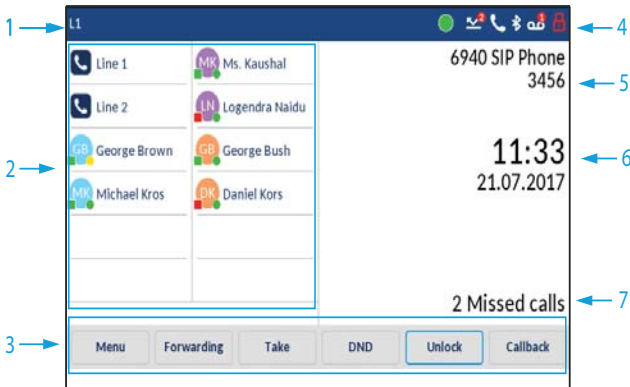 1
L1
2
1
4
Line 1
MK Ms. Kaushal
6940 SIP Phone
3456
5
Line 2
LN Logendra Naidu
2
GB George Brown
GB George Bush
11:33
6
21.07.2017
MK Michael Kros
DK Daniel Kors
2 Missed calls
7
3
Menu
Forwarding
Take
DND
Unlock
Callback